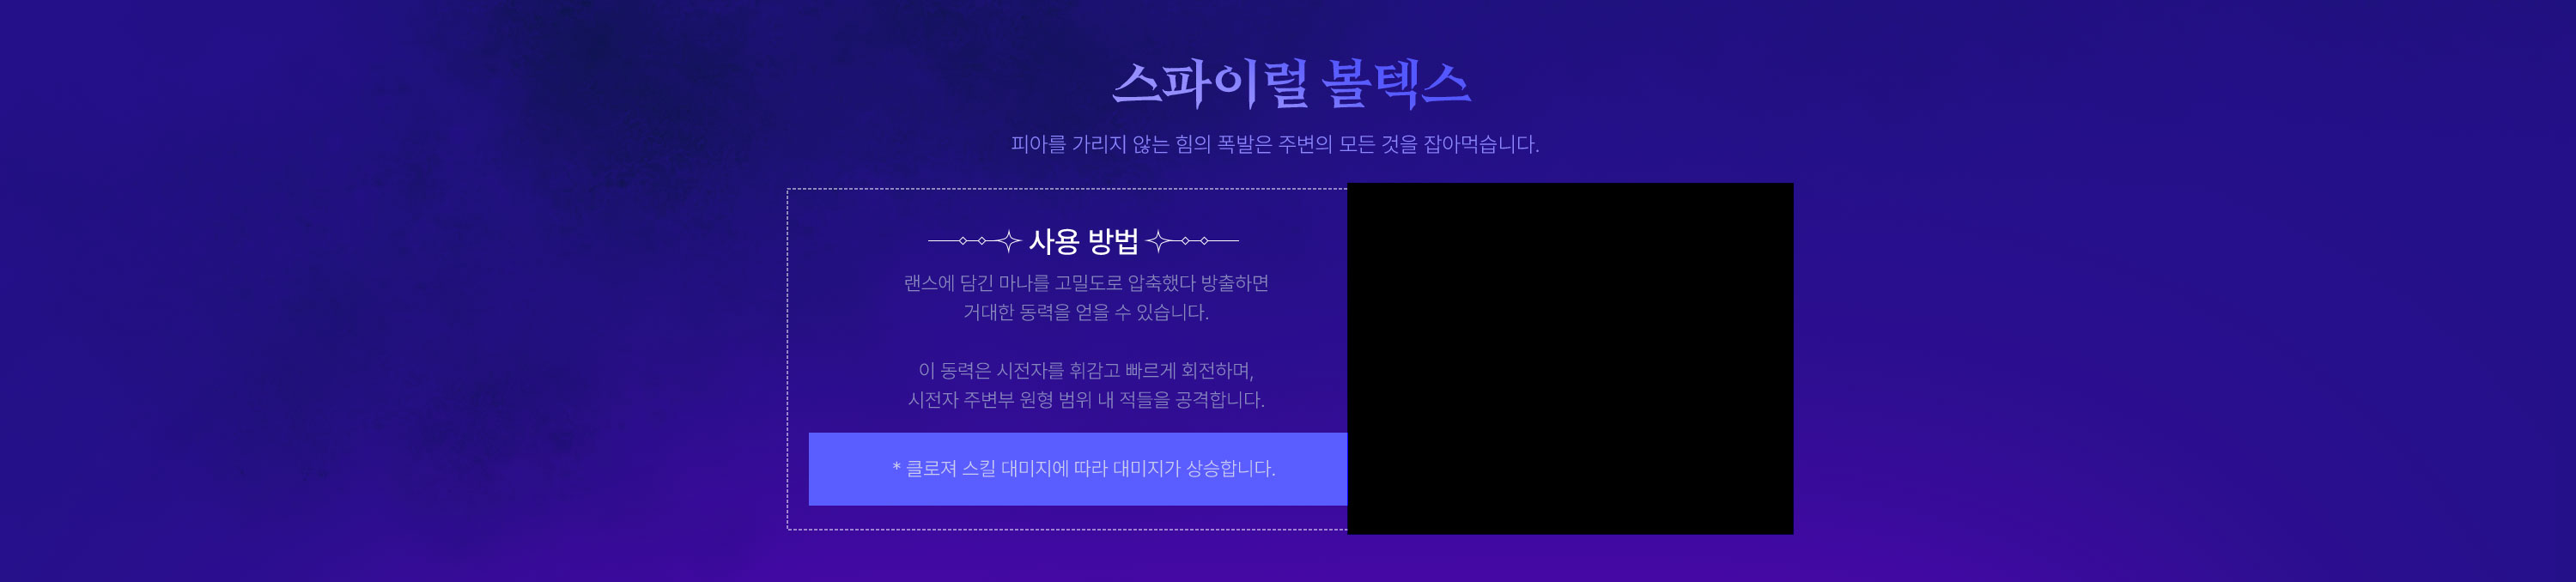 스파이럴 볼텍스
피아를 가리지 않는 힘의 폭발은 주변의 모든 것을 잡아먹습니다.
사용 방법
랜스에 담긴 마나를 고밀도로 압축했다 방출하면
거대한 동력을 얻을 수 있습니다.
이 동력은 시전자를 휘감고 빠르게 회전하며,
시전자 주변부 원형 범위 내 적들을 공격합니다.
* 클로져 스킬 대미지에 따라 대미지가 상승합니다.